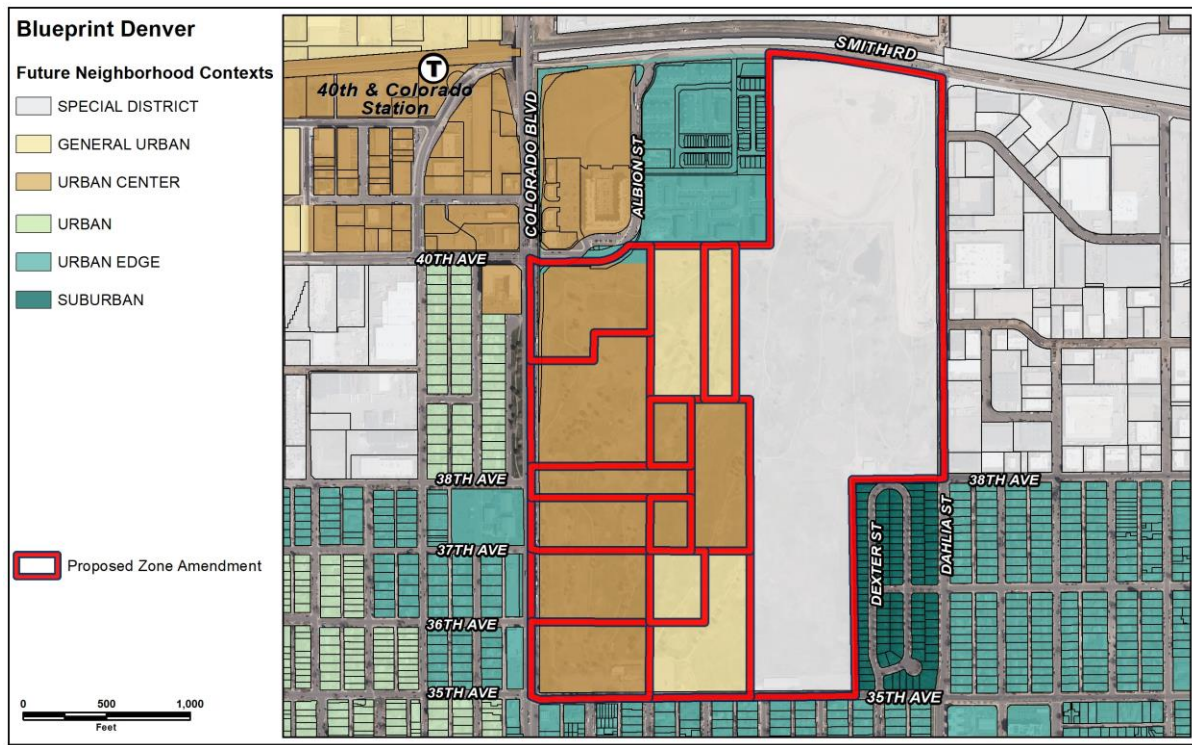 Blueprint Denver
Future Neighborhood Contexts
SPECIAL DISTRICT
GENERAL URBAN
URBAN CENTER
URBAN
URBAN EDGE
SUBURBAN
Proposed Zone Amendment
0 500 1,000
Feet
SMITH RD
T
40th & Colorado
Station
COLORADO BLVD
ALBION ST
40TH AVE
38TH AVE
38TH AVE
37TH AVE
DEXTER ST
DAHLIA ST
36TH AVE
35TH AVE
35TH AVE